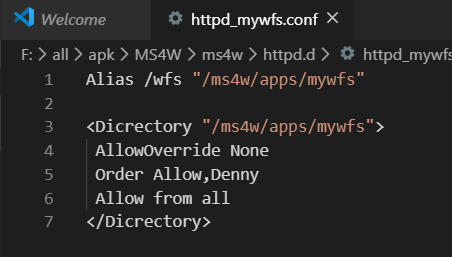 Welcome httpd_mywfs.conf
F: > all > apk > MS4W > ms4w > httpd.d > httpd_mywfs
1 Alias /wfs "/ms4w/apps/mywfs"
2
3 <Dicrectory "/ms4w/apps/mywfs">
4 AllowOverride None
5 Order Allow,Denny
6 Allow from all
7 </Dicrectory>